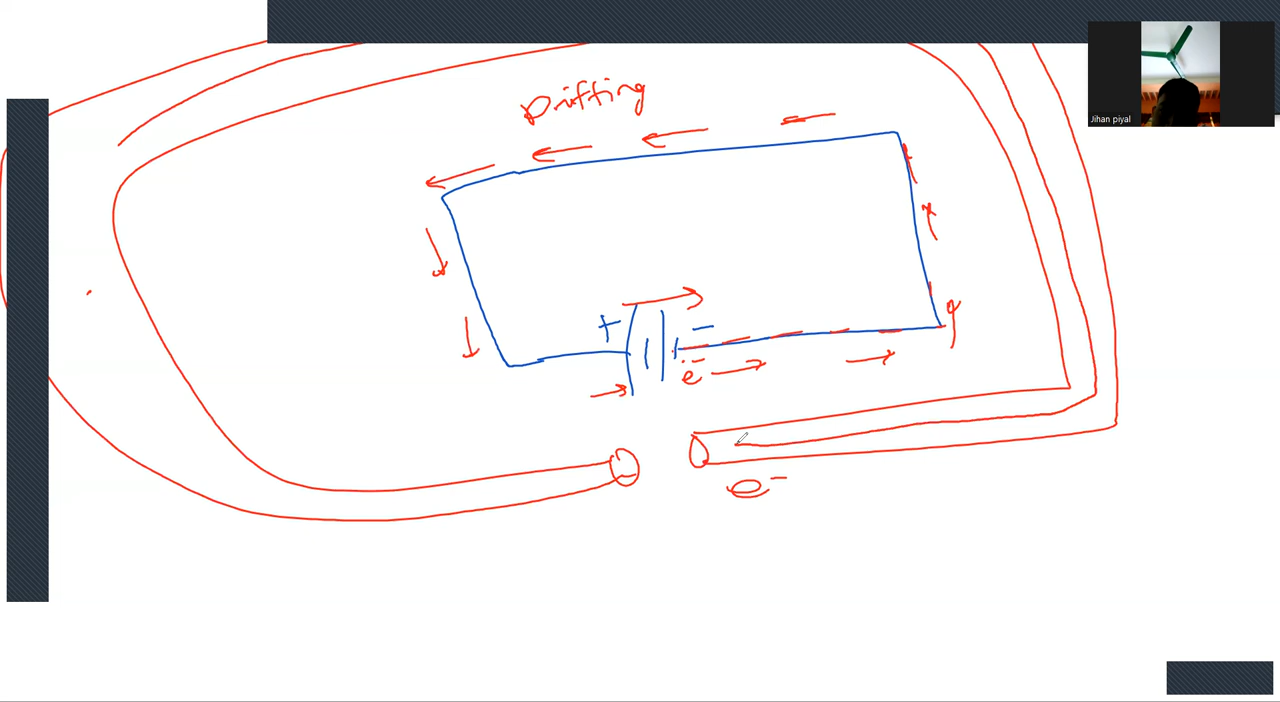 Drifting
Jihan piyal
+ −
e⁻
e⁻